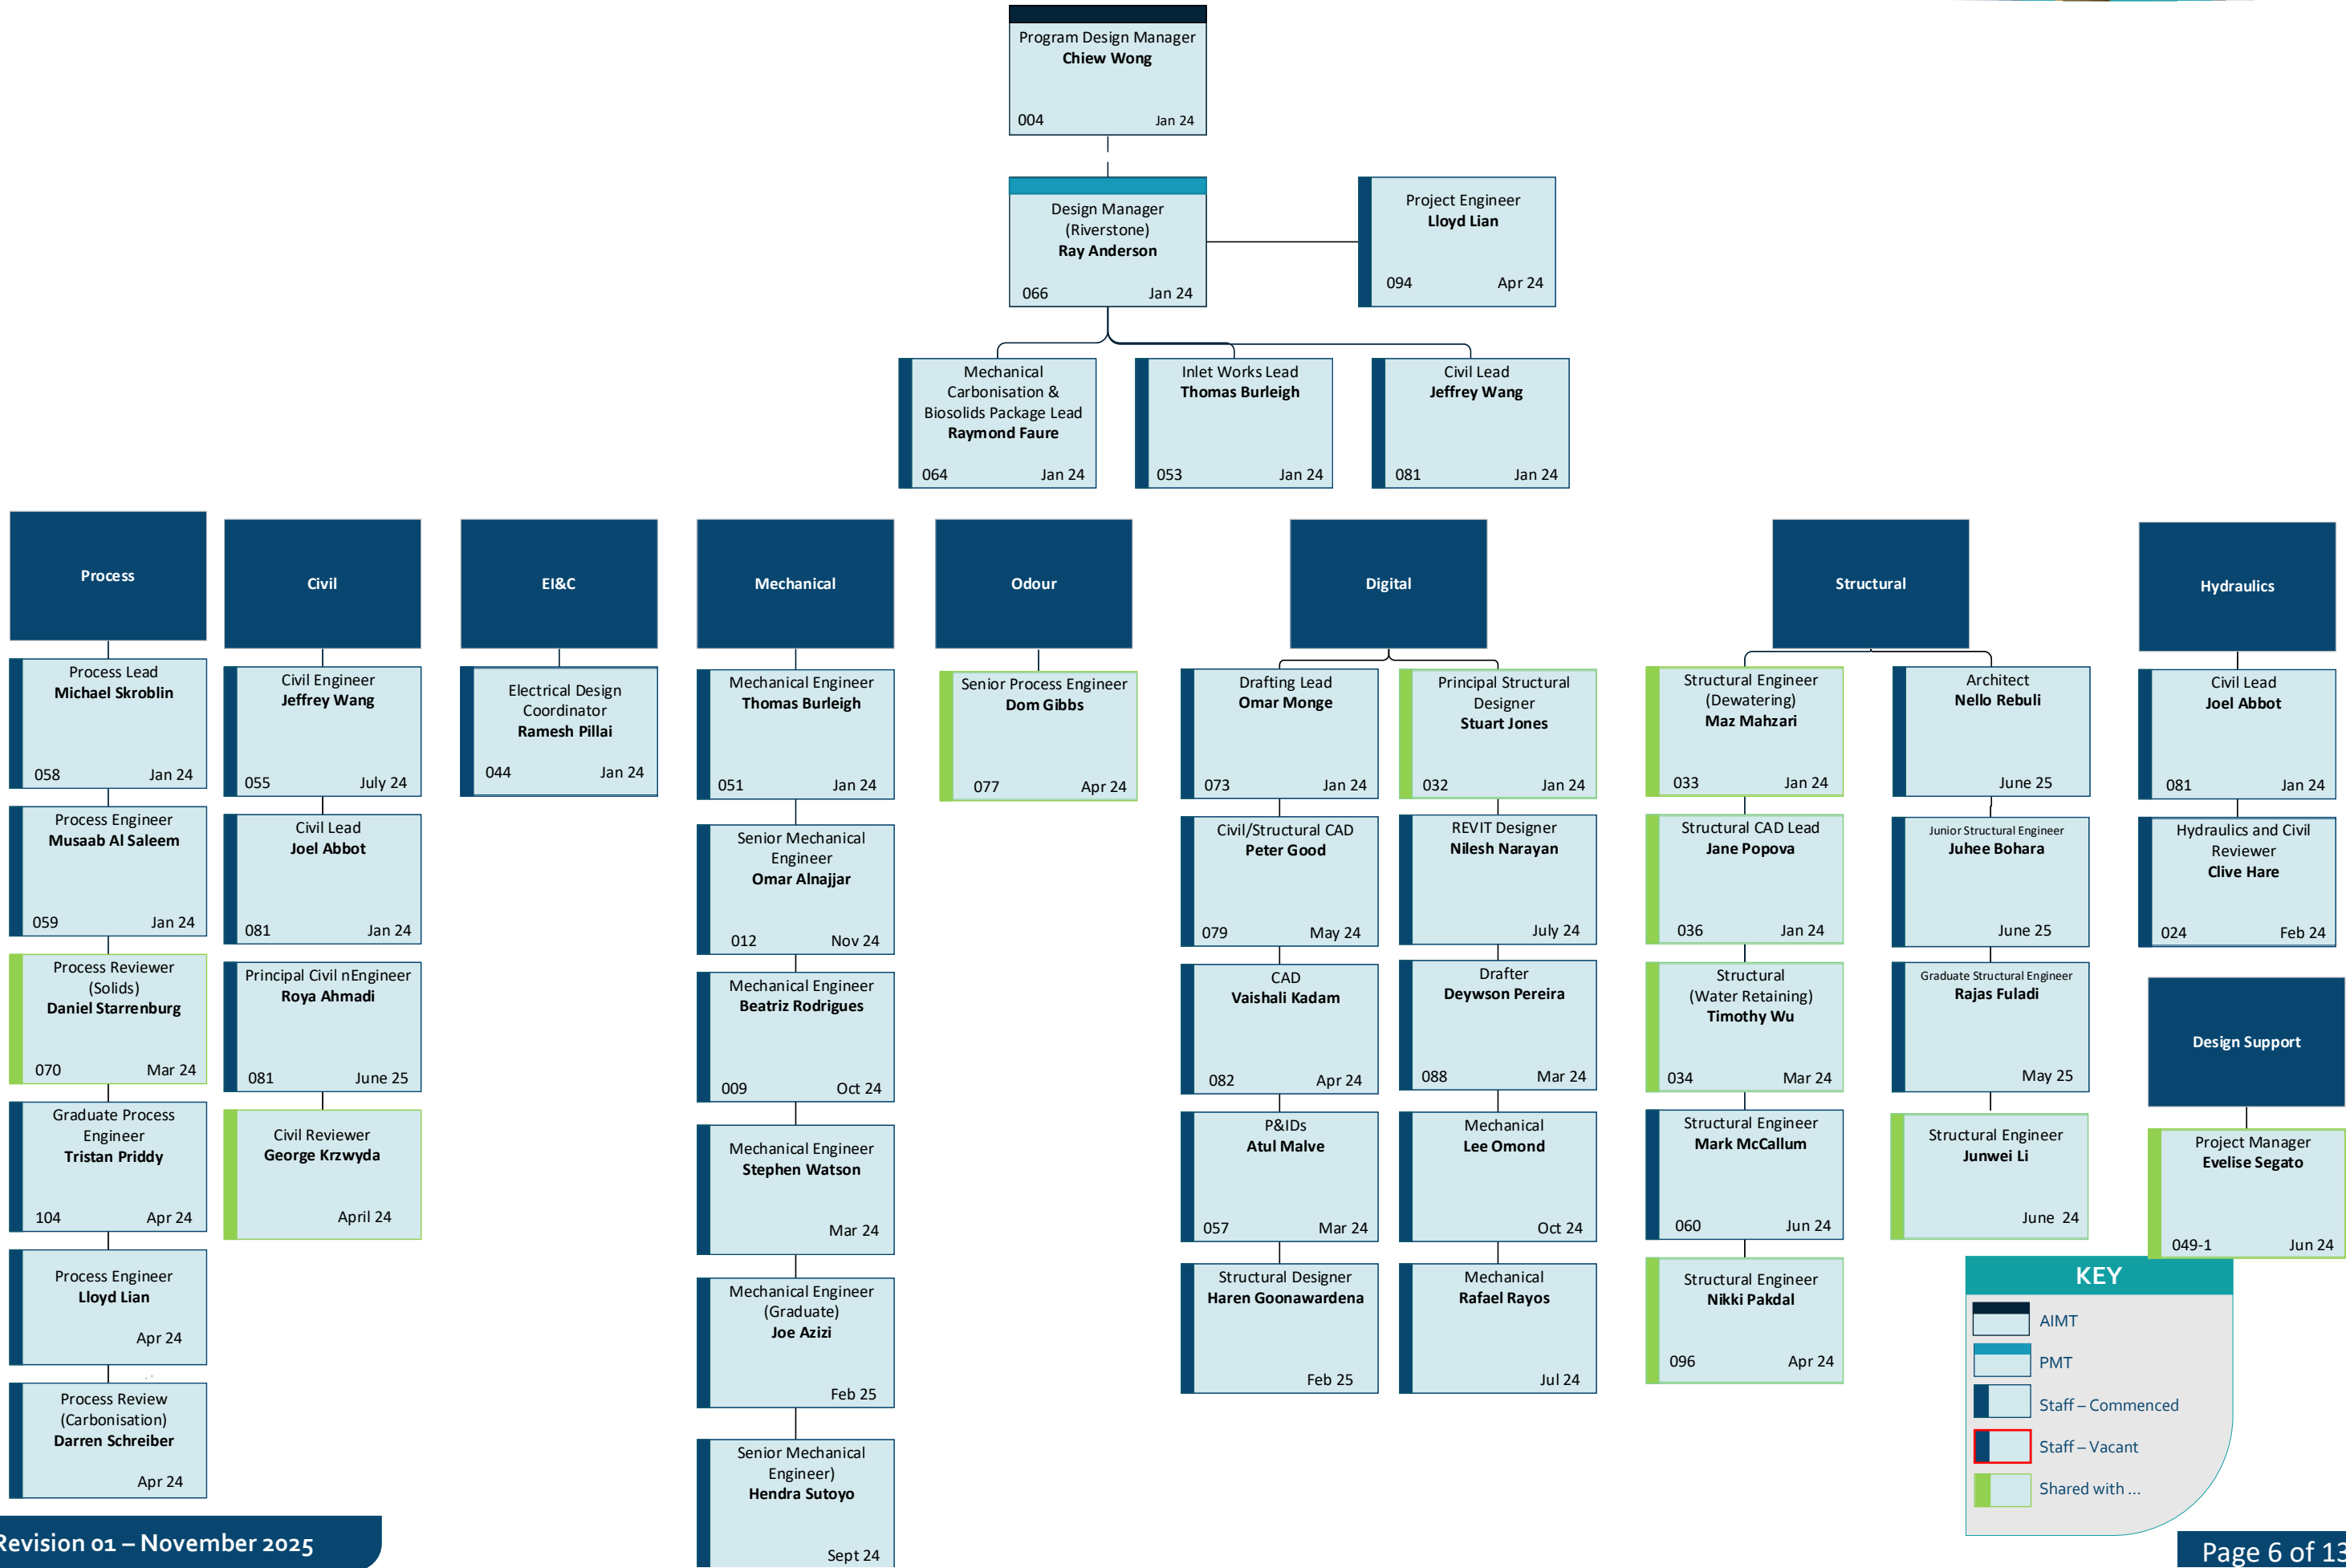 Program Design Manager
Chiew Wong
004 Jan 24
Design Manager
(Riverstone)
Ray Anderson
066 Jan 24
Project Engineer
Lloyd Lian
094 Apr 24
Mechanical
Carbonisation &
Biosolids Package Lead
Raymond Faure
064 Jan 24
Inlet Works Lead
Thomas Burleigh
053 Jan 24
Civil Lead
Jeffrey Wang
081 Jan 24
Process
Process Lead
Michael Skroblin
058 Jan 24
Process Engineer
Musaab Al Saleem
059 Jan 24
Process Reviewer
(Solids)
Daniel Starrenburg
070 Mar 24
Graduate Process
Engineer
Tristan Priddy
104 Apr 24
Process Engineer
Lloyd Lian
Apr 24
Process Review
(Carbonisation)
Darren Schreiber
Apr 24
Civil
Civil Engineer
Jeffrey Wang
055 July 24
Civil Lead
Joel Abbot
081 Jan 24
Principal Civil nEngineer
Roya Ahmadi
081 June 25
Civil Reviewer
George Krzwyda
April 24
EI&C
Electrical Design
Coordinator
Ramesh Pillai
044 Jan 24
Mechanical
Mechanical Engineer
Thomas Burleigh
051 Jan 24
Senior Mechanical
Engineer
Omar Alnajjar
012 Nov 24
Mechanical Engineer
Beatriz Rodrigues
009 Oct 24
Mechanical Engineer
Stephen Watson
Mar 24
Mechanical Engineer
(Graduate)
Joe Azizi
Feb 25
Senior Mechanical
Engineer)
Hendra Sutoyo
Sept 24
Odour
Senior Process Engineer
Dom Gibbs
077 Apr 24
Digital
Drafting Lead
Omar Monge
073 Jan 24
Civil/Structural CAD
Peter Good
079 May 24
CAD
Vaishali Kadam
082 Apr 24
P&IDs
Atul Malve
057 Mar 24
Structural Designer
Haren Goonawardena
Feb 25
Principal Structural
Designer
Stuart Jones
032 Jan 24
REVIT Designer
Nilesh Narayan
July 24
Drafter
Deywson Pereira
088 Mar 24
Mechanical
Lee Omond
Oct 24
Mechanical
Rafael Rayos
Jul 24
Structural
Structural Engineer
(Dewatering)
Maz Mahzari
033 Jan 24
Structural CAD Lead
Jane Popova
036 Jan 24
Structural
(Water Retaining)
Timothy Wu
034 Mar 24
Structural Engineer
Mark McCallum
060 Jun 24
Structural Engineer
Nikki Pakdal
096 Apr 24
Architect
Nello Rebuli
June 25
Junior Structural Engineer
Juhee Bohara
June 25
Graduate Structural Engineer
Rajas Fuladi
May 25
Structural Engineer
Junwei Li
June 24
Hydraulics
Civil Lead
Joel Abbot
081 Jan 24
Hydraulics and Civil
Reviewer
Clive Hare
024 Feb 24
Design Support
Project Manager
Evelise Segato
049-1 Jun 24
KEY
AIMT
PMT
Staff – Commenced
Staff – Vacant
Shared with ...
Revision 01 – November 2025
Page 6 of 13